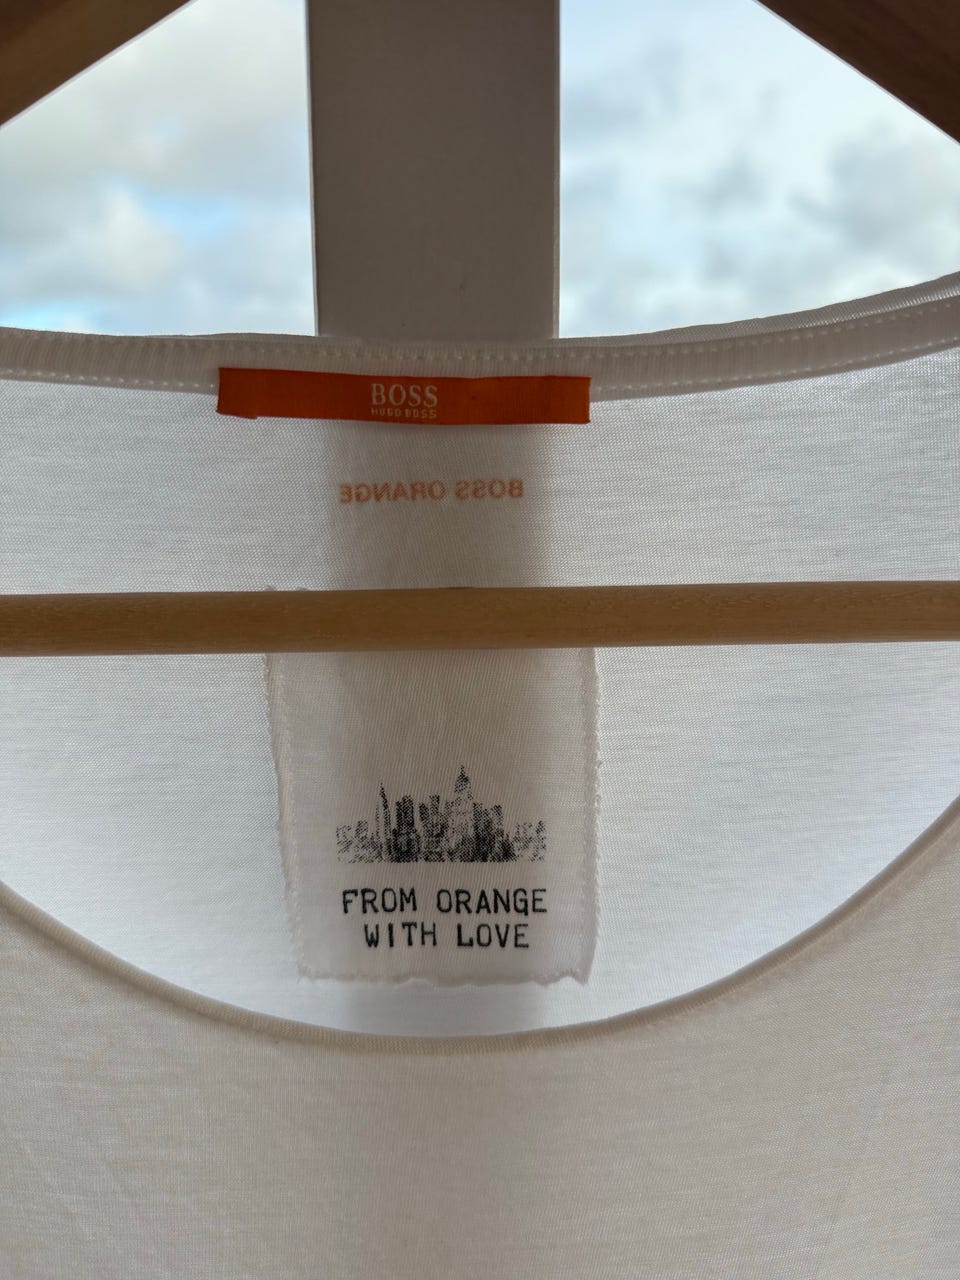 BOSS
HUGO BOSS
BOSS ORANGE
FROM ORANGE
WITH LOVE